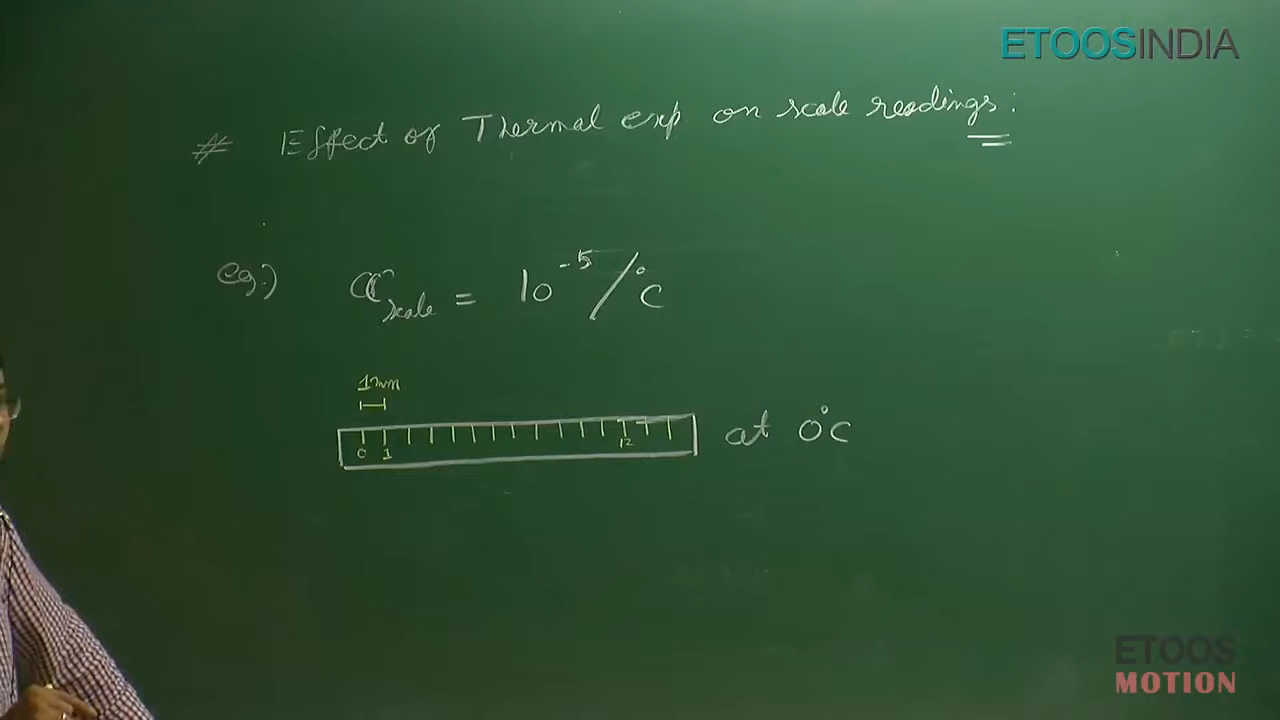 ETOOSINDIA
# Effect of Thermal exp on scale readings:
eg:) α scale = 10⁻⁵/°C
1mm
0 1 12
at 0°C
ETOOS
MOTION